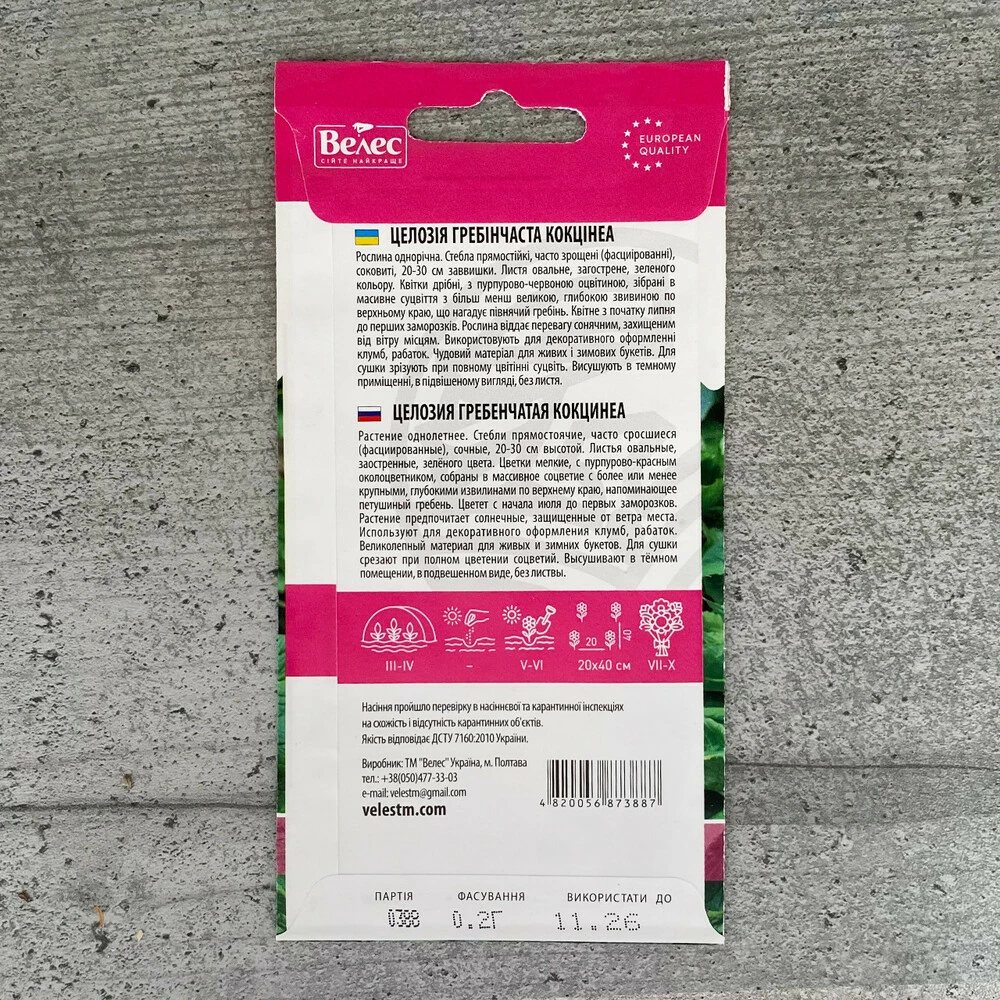 Велес
СІЙТЕ НАЙКРАЩЕ
EUROPEAN
QUALITY
ЦЕЛОЗІЯ ГРЕБІНЧАСТА КОКЦІНЕА
Рослина однорічна. Стебла прямостійкі, часто зрощені (фасциированні),
соковиті, 20-30 см заввишки. Листя овальне, загострене, зеленого
кольору. Квітки дрібні, з пурпурово-червоною оцвітиною, зібрані в
масивне суцвіття з більш менш великою, глибокою звивиною по
верхньому краю, що нагадує півнячий гребінь. Квітне з початку липня
до перших заморозків. Рослина віддає перевагу сонячним, захищеним
від вітру місцям. Використовують для декоративного оформленні
клумб, рабаток. Чудовий матеріал для живих і зимових букетів. Для
сушки зрізують при повному цвітінні суцвіть. Висушують в темному
приміщенні, в підвішеному вигляді, без листя.
ЦЕЛОЗИЯ ГРЕБЕНЧАТАЯ КОКЦИНЕА
Растение однолетнее. Стебли прямостоячие, часто сросшиеся
(фасциированные), сочные, 20-30 см высотой. Листья овальные,
заостренные, зелёного цвета. Цветки мелкие, с пурпурово-красным
околоцветником, собраны в массивное соцветие с более или менее
крупными, глубокими извилинами по верхнему краю, напоминающее
петушиный гребень. Цветет с начала июля до первых заморозков.
Растение предпочитает солнечные, защищенные от ветра места.
Используют для декоративного оформления клумб, рабаток.
Великолепный материал для живых и зимних букетов. Для сушки
срезают при полном цветении соцветий. Высушивают в тёмном
помещении, в подвешенном виде, без листвы.
20
40
III-IV – V-VI 20x40 см VII-X
Насіння пройшло перевірку в насіннєвої та карантинної інспекціях
на схожість і відсутність карантинних об'єктів.
Якість відповідає ДСТУ 7160:2010 України.
Виробник: ТМ "Велес" Україна, м. Полтава
тел.: +38(050)477-33-03
e-mail: velestm@gmail.com
velestm.com
4 820056 873887
ПАРТІЯ ФАСУВАННЯ ВИКОРИСТАТИ ДО
0388 0.2Г 11.26